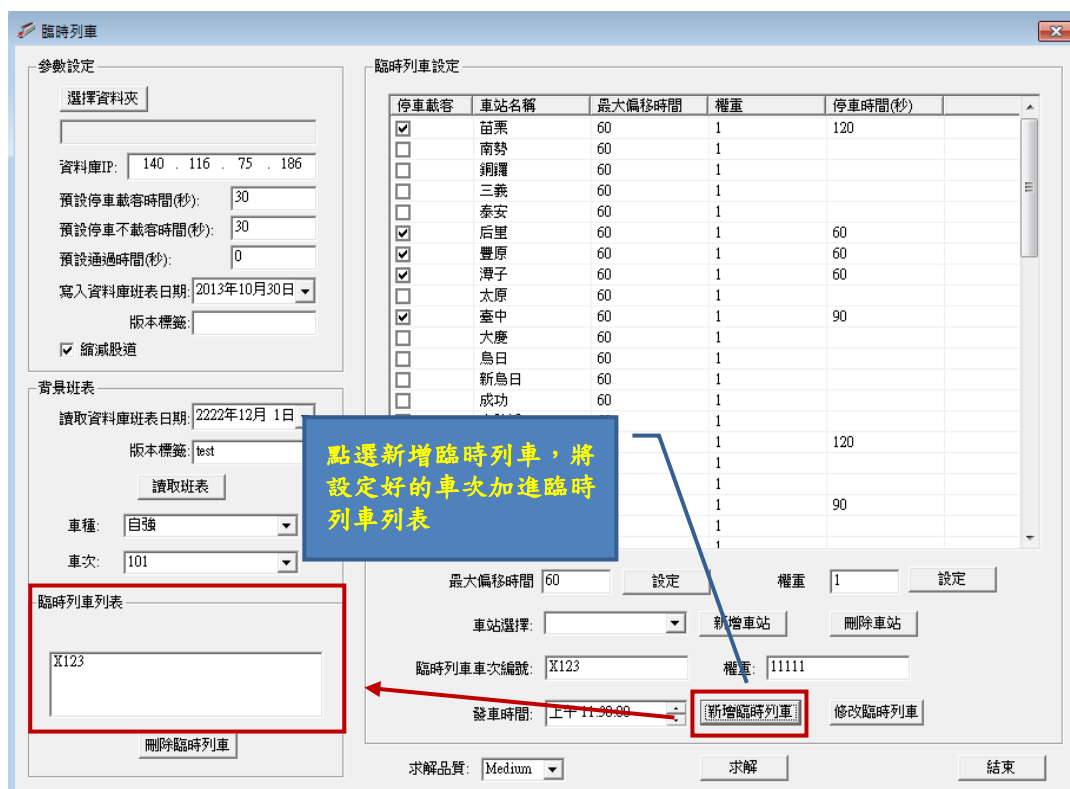 臨時列車
參數設定
選擇資料夾
資料庫IP: 140 . 116 . 75 . 186
預設停車載客時間(秒): 30
預設停車不載客時間(秒): 30
預設通過時間(秒): 0
寫入資料庫班表日期: 2013年10月30日
版本標籤:
縮減股道
背景班表
讀取資料庫班表日期: 2222年12月 1日
版本標籤: test
讀取班表
車種: 自強
車次: 101
臨時列車列表
X123
刪除臨時列車
臨時列車設定
停車載客 車站名稱 最大偏移時間 權重 停車時間(秒)
苗栗 60 1 120
南勢 60 1
銅鑼 60 1
三義 60 1
泰安 60 1
后里 60 1 60
豐原 60 1 60
潭子 60 1 60
太原 60 1
臺中 60 1 90
大慶 60 1
烏日 60 1
新烏日 60 1
成功 60 1
1
1 120
1
1
1 90
1
1
點選新增臨時列車，將
設定好的車次加進臨時
列車列表
最大偏移時間 60 設定 權重 1 設定
車站選擇: 新增車站 刪除車站
臨時列車車次編號: X123 權重: 11111
發車時間: 上午 新增臨時列車 修改臨時列車
求解品質: Medium 求解 結束